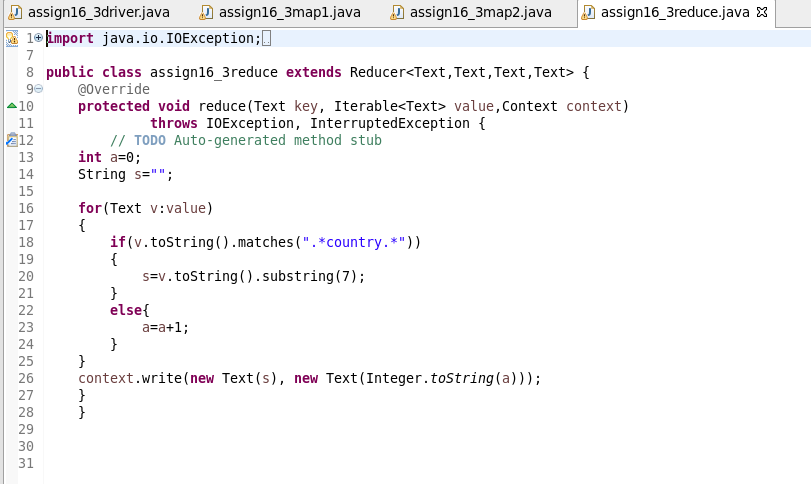 assign16_3driver.java assign16_3map1.java assign16_3map2.java assign16_3reduce.java
1 import java.io.IOException;
7
8 public class assign16_3reduce extends Reducer<Text,Text,Text,Text> {
9     @Override
10     protected void reduce(Text key, Iterable<Text> value,Context context)
11              throws IOException, InterruptedException {
12         // TODO Auto-generated method stub
13     int a=0;
14     String s="";
15
16     for(Text v:value)
17     {
18         if(v.toString().matches(".*country.*"))
19         {
20             s=v.toString().substring(7);
21         }
22         else{
23             a=a+1;
24         }
25     }
26     context.write(new Text(s), new Text(Integer.toString(a)));
27     }
28     }
29
30
31